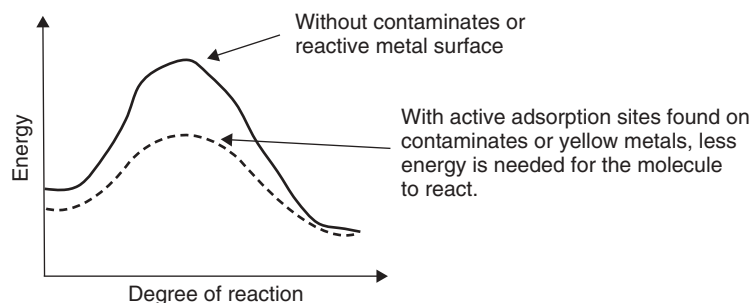 Without contaminates or
reactive metal surface
With active adsorption sites found on
contaminates or yellow metals, less
energy is needed for the molecule
to react.
Energy
Degree of reaction